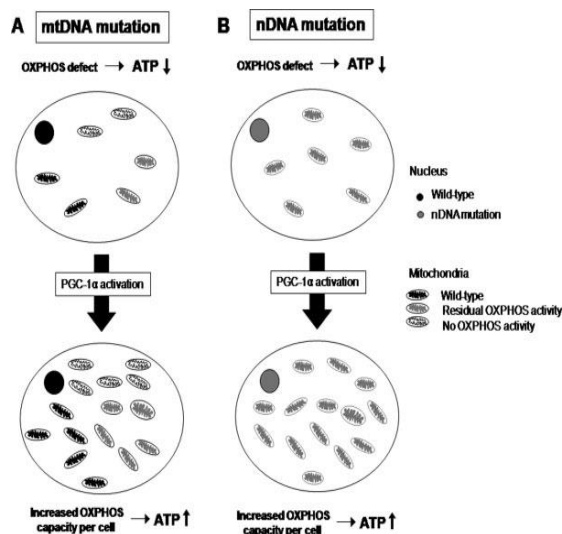 A
mtDNA mutation
OXPHOS defect → ATP ↓
PGC-1α activation
Increased OXPHOS
capacity per cell → ATP ↑
B
nDNA mutation
OXPHOS defect → ATP ↓
PGC-1α activation
Increased OXPHOS
capacity per cell → ATP ↑
Nucleus
Wild-type
nDNA mutation
Mitochondria
Wild-type
Residual OXPHOS activity
No OXPHOS activity